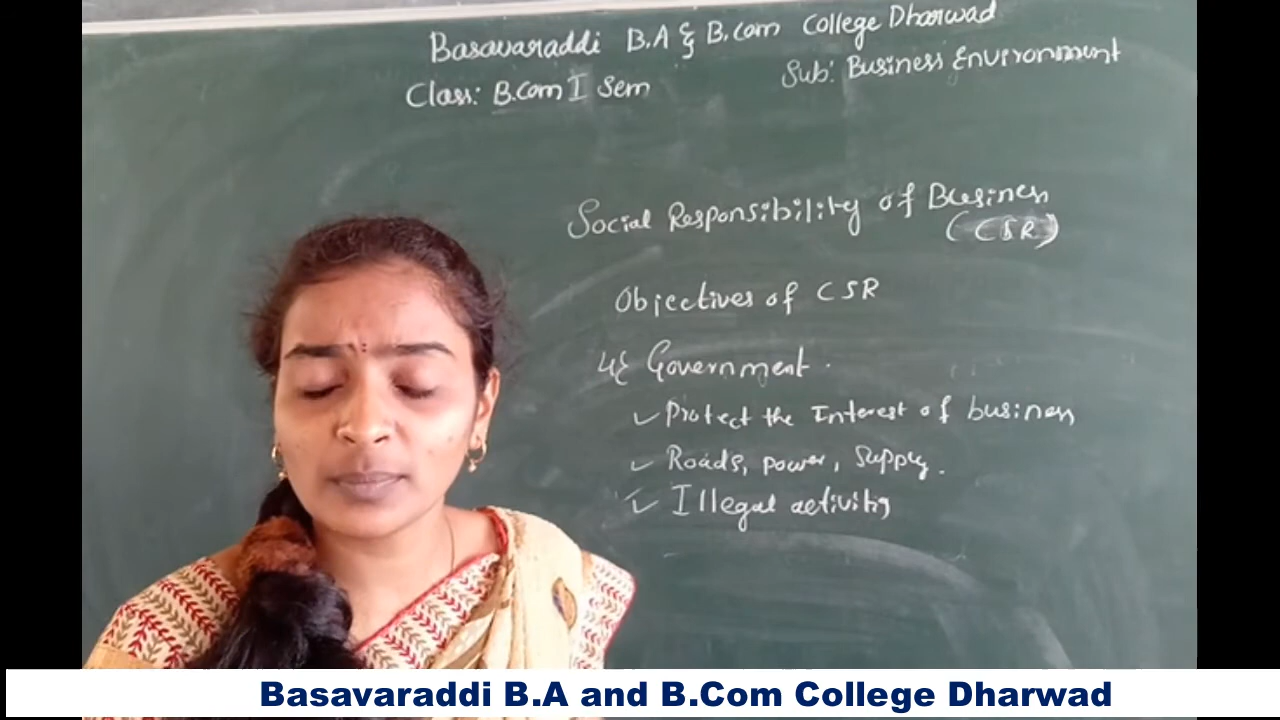 Basavaraddi B.A & B.Com College Dharwad
Class: B.Com I Sem
Sub: Business Environment
Social Responsibility of Business
(CSR)
Objectives of CSR
4) Government.
✓ Protect the Interest of business
✓ Roads, power, supply.
✓ Illegal activity
Basavaraddi B.A and B.Com College Dharwad